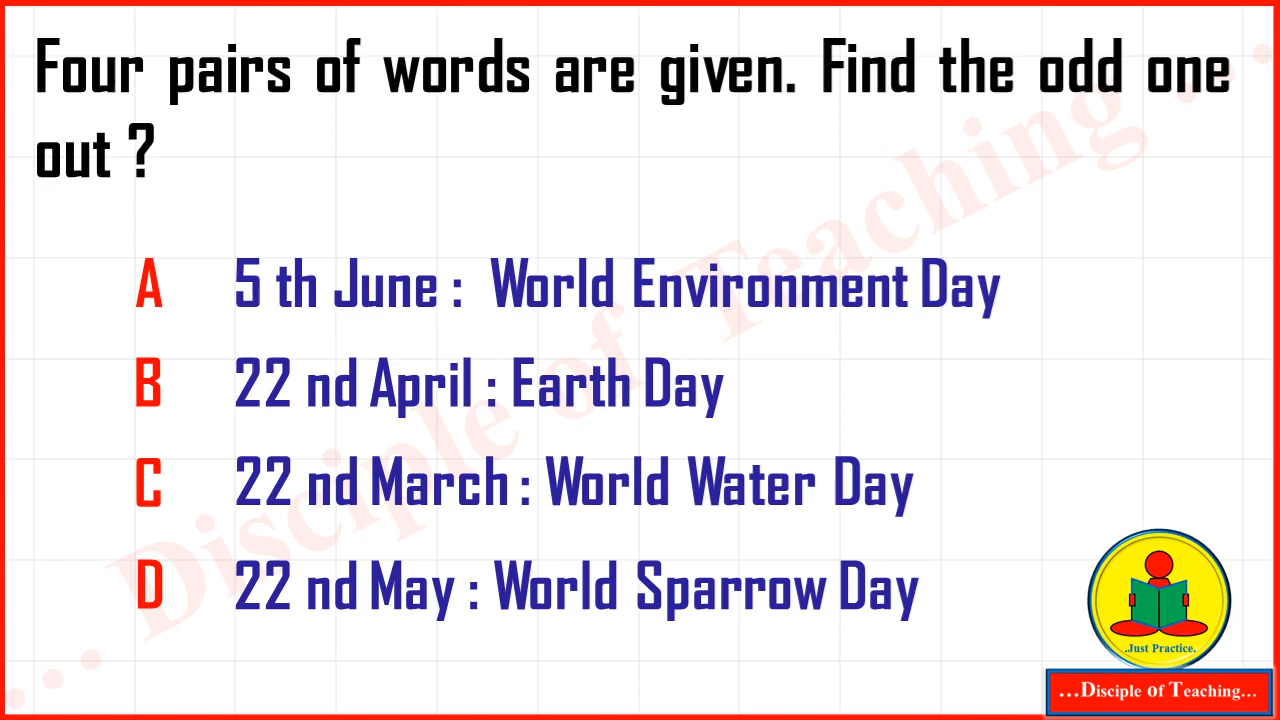 Four pairs of words are given. Find the odd one
out ?
A 5 th June : World Environment Day
B 22 nd April : Earth Day
C 22 nd March : World Water Day
D 22 nd May : World Sparrow Day
... Disciple of Teaching ...
.Just Practice.
...Disciple of Teaching...